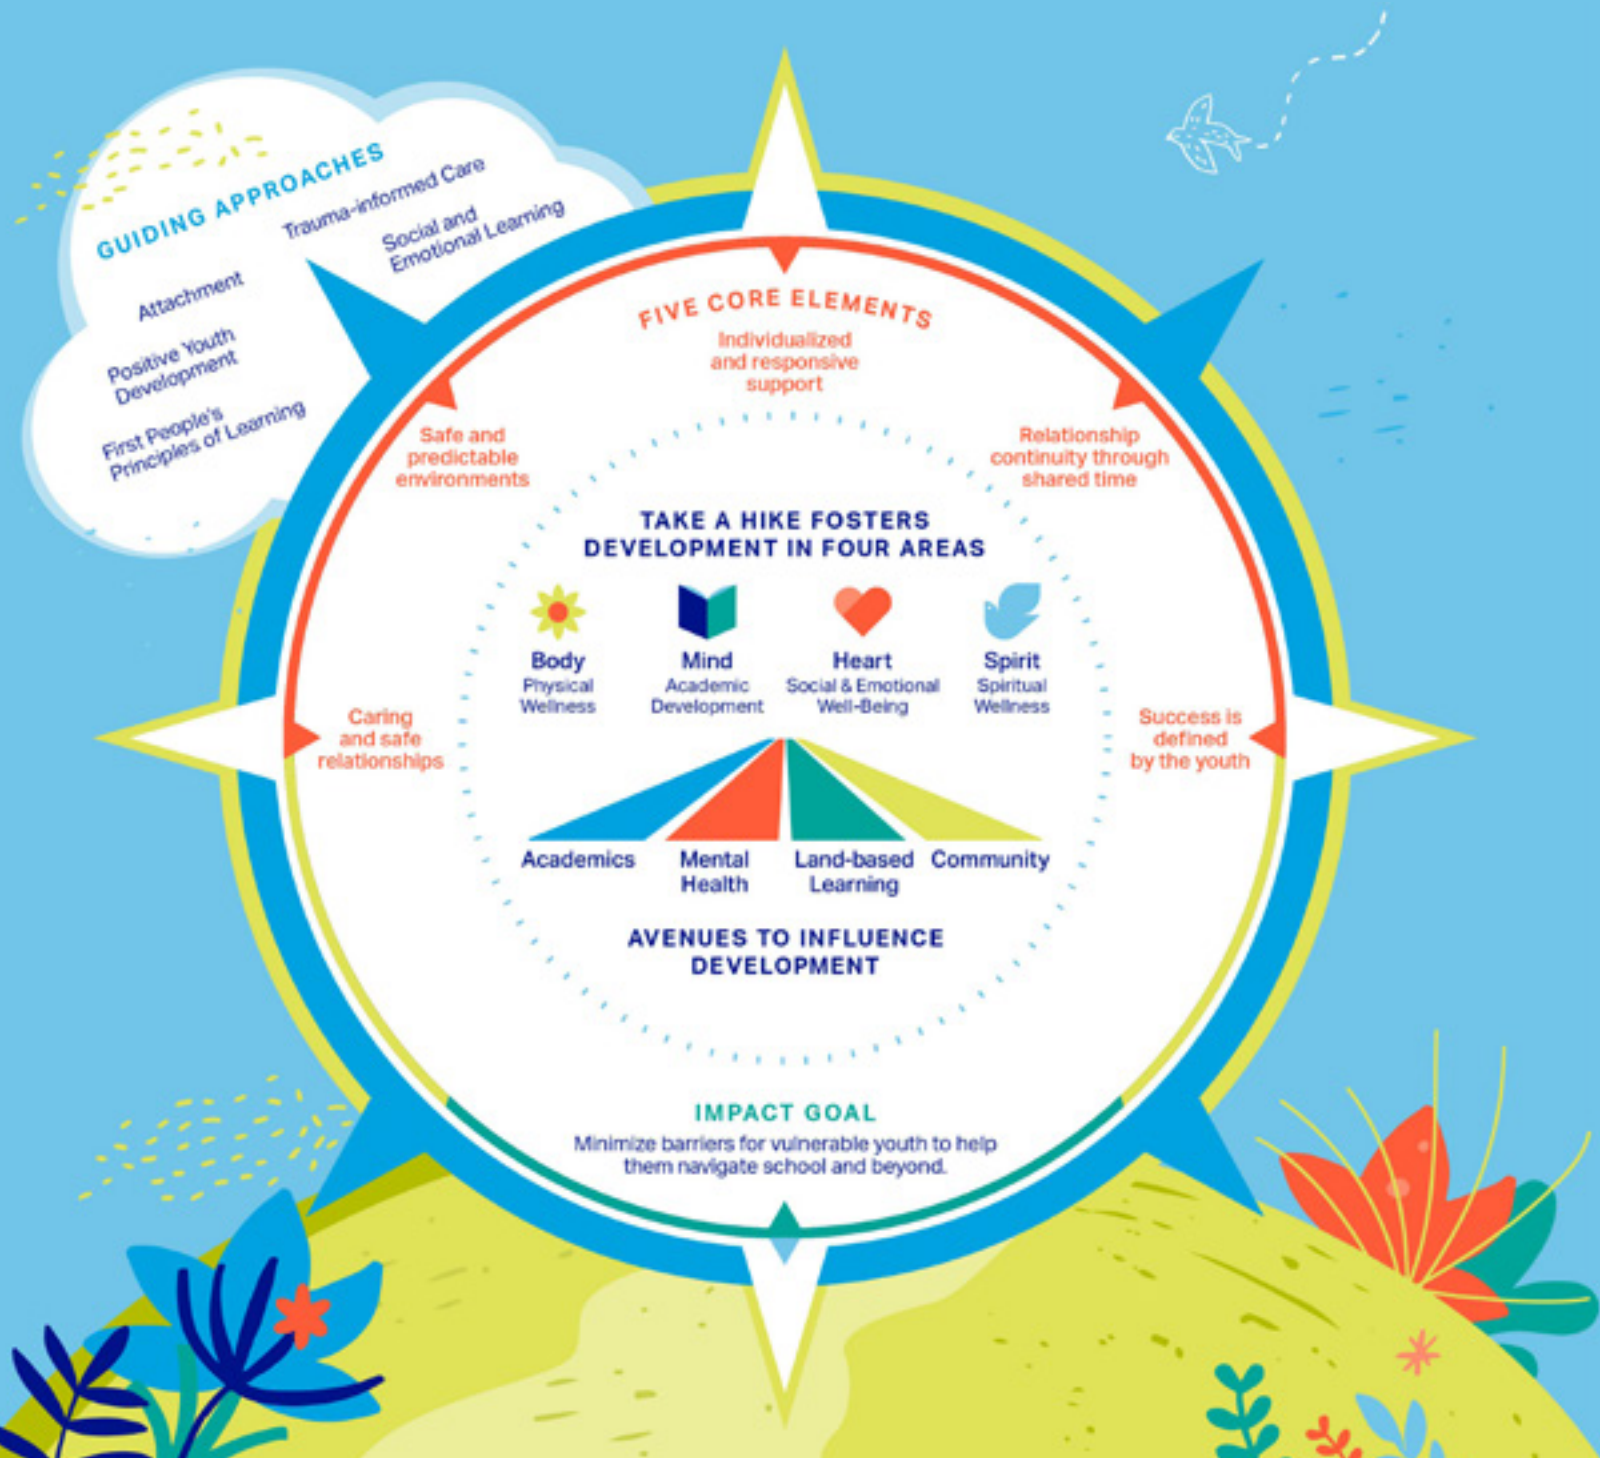 GUIDING APPROACHES
Trauma-informed Care
Social and
Emotional Learning
Attachment
Positive Youth
Development
First People's
Principles of Learning
FIVE CORE ELEMENTS
Individualized
and responsive
support
Safe and
predictable
environments
Relationship
continuity through
shared time
Caring
and safe
relationships
Success is
defined
by the youth
TAKE A HIKE FOSTERS
DEVELOPMENT IN FOUR AREAS
Body
Physical
Wellness
Mind
Academic
Development
Heart
Social & Emotional
Well-Being
Spirit
Spiritual
Wellness
Academics
Mental
Health
Land-based
Learning
Community
AVENUES TO INFLUENCE
DEVELOPMENT
IMPACT GOAL
Minimize barriers for vulnerable youth to help
them navigate school and beyond.